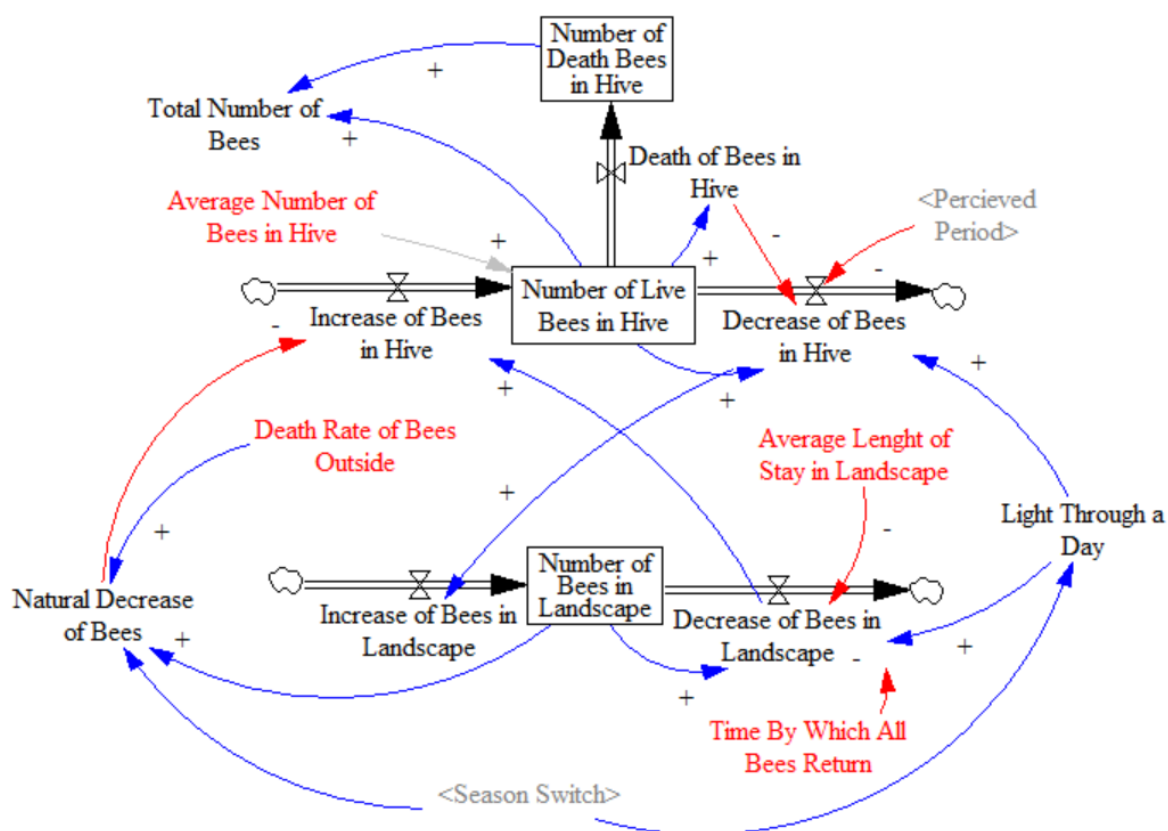 Number of
Death Bees
in Hive
+
Total Number of
Bees
+
Death of Bees in
Hive
Average Number of
Bees in Hive
<Percieved
Period>
+
-
+
-
Number of Live
Bees in Hive
-
Increase of Bees
in Hive
Decrease of Bees
in Hive
+
+
+
Death Rate of Bees
Outside
Average Lenght of
Stay in Landscape
+
Light Through a
Day
+
-
Number
of Bees in
Landscape
Natural Decrease
of Bees
+
Increase of Bees in
Landscape
Decrease of Bees in
Landscape
-
+
+
Time By Which All
Bees Return
<Season Switch>